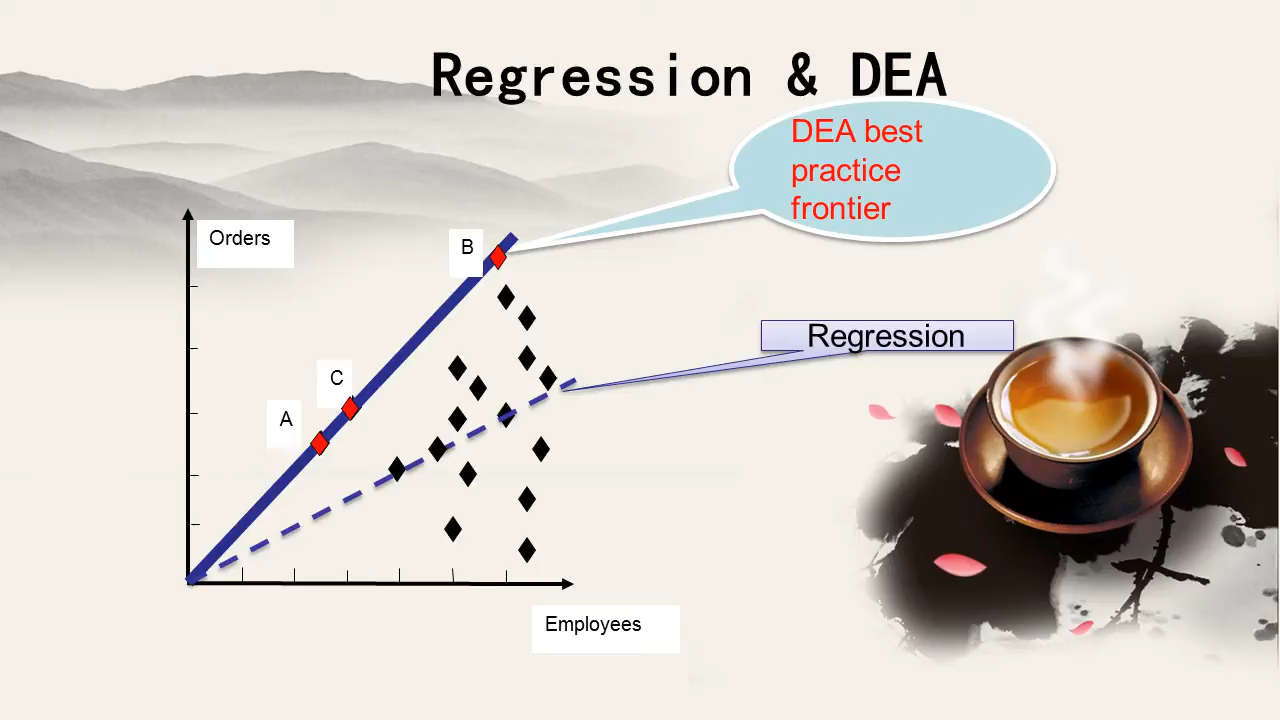 Regression & DEA
DEA best
practice
frontier
Orders
B
Regression
C
A
Employees